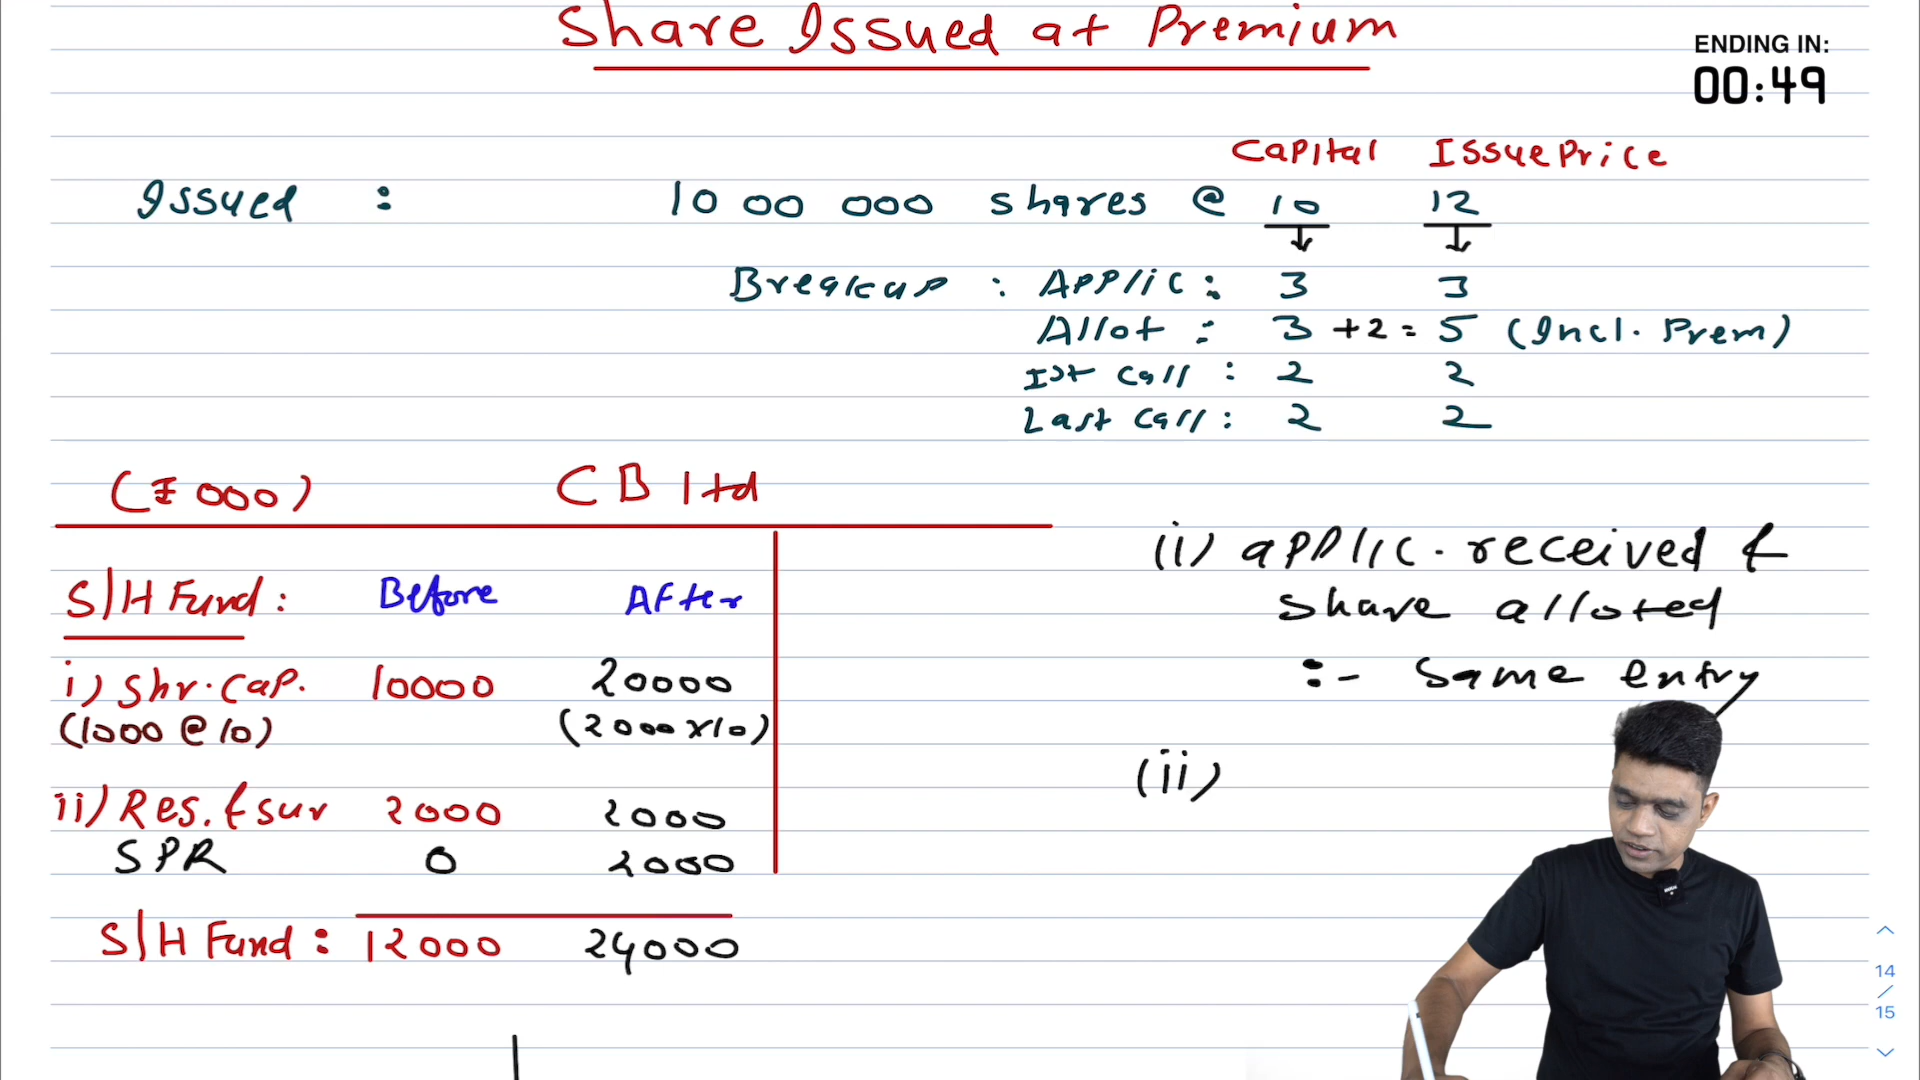 Share Issued at Premium
ENDING IN:
00:49
Capital IssuePrice
Issued : 10 00 000 shares @ 10 12
Breakup : Applic : 3 3
Allot : 3 +2 = 5 (Incl. Prem)
Ist Call : 2 2
Last Call : 2 2
(₹ 000) CB ltd
S/H Fund : Before After
i) Shr. Cap. 10000 20000
(1000 @ 10) (2000 x 10)
ii) Res. & sur 2000 2000
SPR 0 2000
S/H Fund : 12000 24000
(ii) applic. received &
share alloted
:- Same entry
(ii)
14
/
15